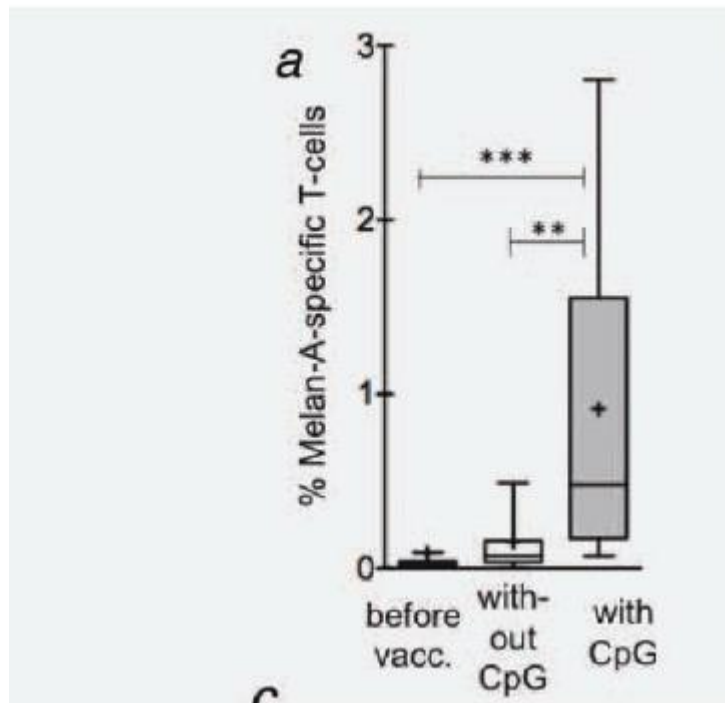 a
3
% Melan-A-specific T-cells
***
2
**
1
0
before
vacc.
with-
out
CpG
with
CpG
c